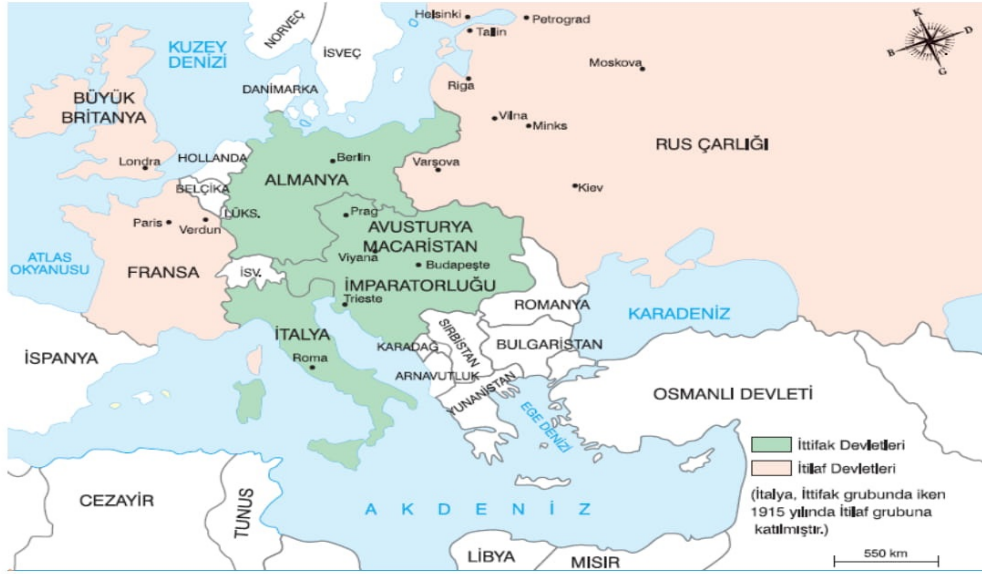 Helsinki
Petrograd
Tallin
K
B
D
G
NORVEÇ
İSVEÇ
KUZEY
DENİZİ
Moskova
Riga
DANİMARKA
BÜYÜK
BRİTANYA
Vilna
Minks
RUS ÇARLIĞI
Londra
HOLLANDA
Berlin
Varşova
ALMANYA
Kiev
BELÇİKA
LÜKS.
Prag
Paris
Verdun
AVUSTURYA
MACARİSTAN
Viyana
Budapeşte
İMPARATORLUĞU
ATLAS
OKYANUSU
FRANSA
İSV.
Trieste
ROMANYA
KARADENİZ
İTALYA
SIRBİSTAN
KARADAĞ
BULGARİSTAN
İSPANYA
Roma
ARNAVUTLUK
YUNANİSTAN
EGE DENİZİ
OSMANLI DEVLETİ
İttifak Devletleri
İtilaf Devletleri
(İtalya, İttifak grubunda iken
1915 yılında İtilaf grubuna
katılmıştır.)
CEZAYİR
TUNUS
AKDENİZ
LİBYA
MISIR
550 km